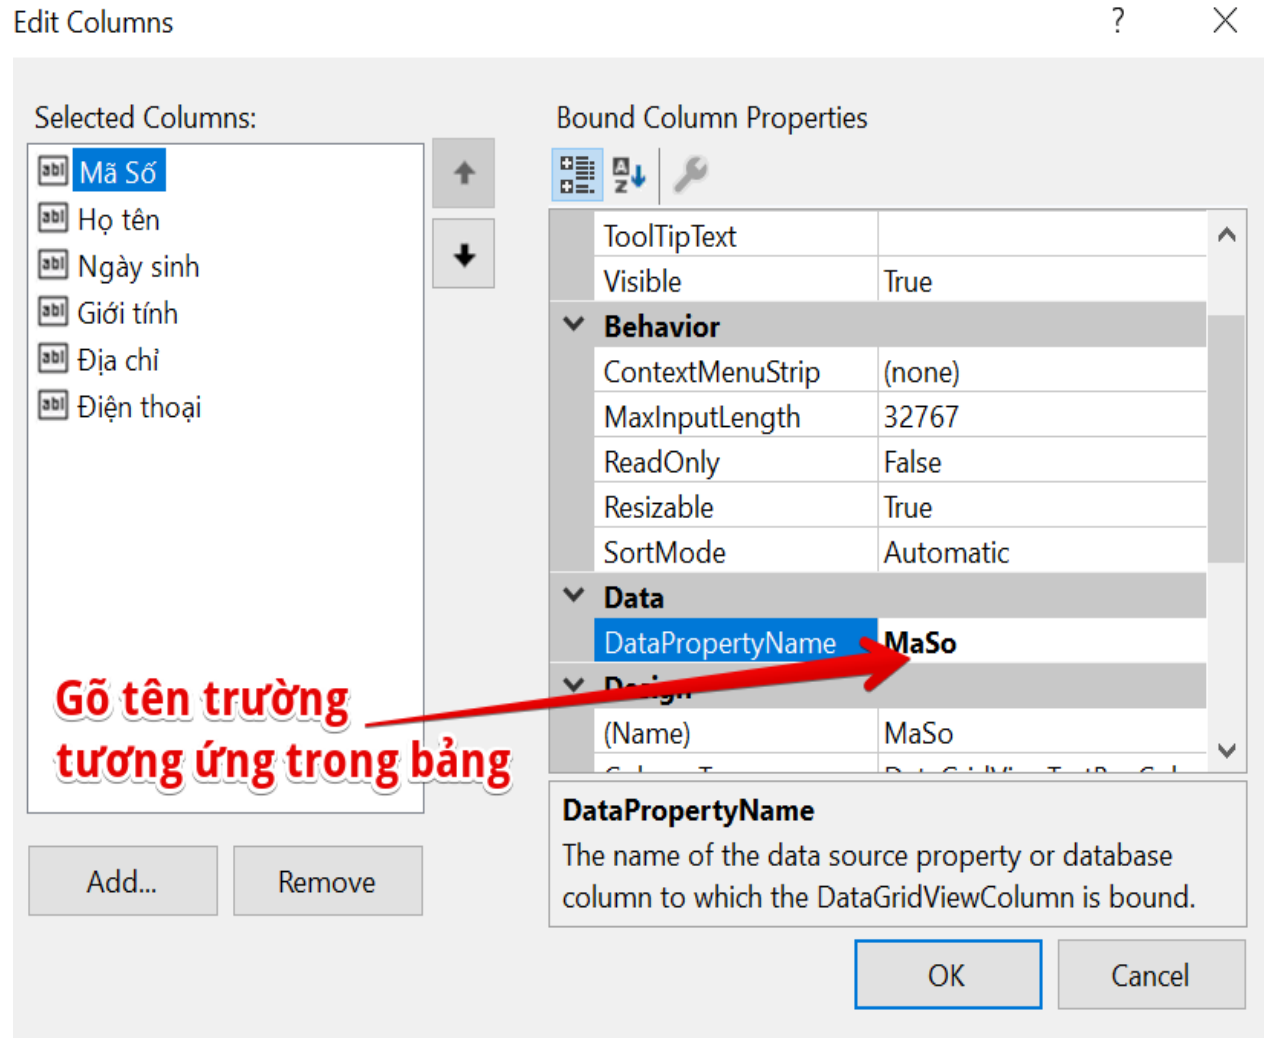 Edit Columns
?
Selected Columns:
Mã Số
Họ tên
Ngày sinh
Giới tính
Địa chỉ
Điện thoại
Add...
Remove
Gõ tên trường
tương ứng trong bảng
Bound Column Properties
ToolTipText
Visible True
Behavior
ContextMenuStrip (none)
MaxInputLength 32767
ReadOnly False
Resizable True
SortMode Automatic
Data
DataPropertyName MaSo
Design
(Name) MaSo
DataPropertyName
The name of the data source property or database
column to which the DataGridViewColumn is bound.
OK
Cancel